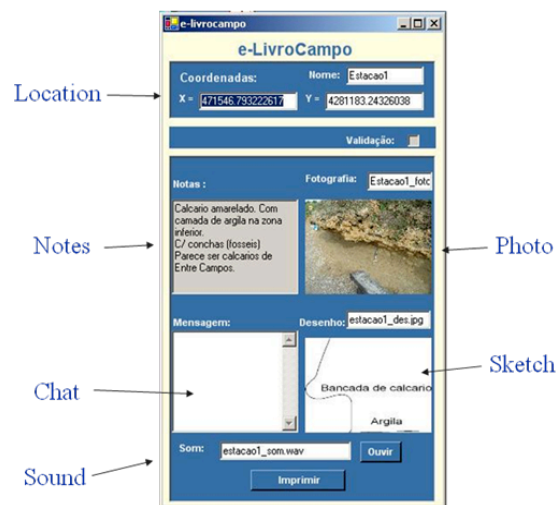 e-livrocampo
e-LivroCampo
Location
Coordenadas:
Nome: Estacao1
X = 471546.793222617 Y = 4281183.24326038
Validação:
Notas :
Fotografia: Estacao1_foto
Notes
Calcario amarelado. Com
camada de argila na zona
inferior.
C/ conchas (fosseis)
Parece ser calcarios de
Entre Campos.
Photo
Mensagem:
Desenho: estacao1_des.jpg
Chat
Sketch
Bancada de calcario
Argila
Sound
Som: estacao1_som.wav Ouvir
Imprimir